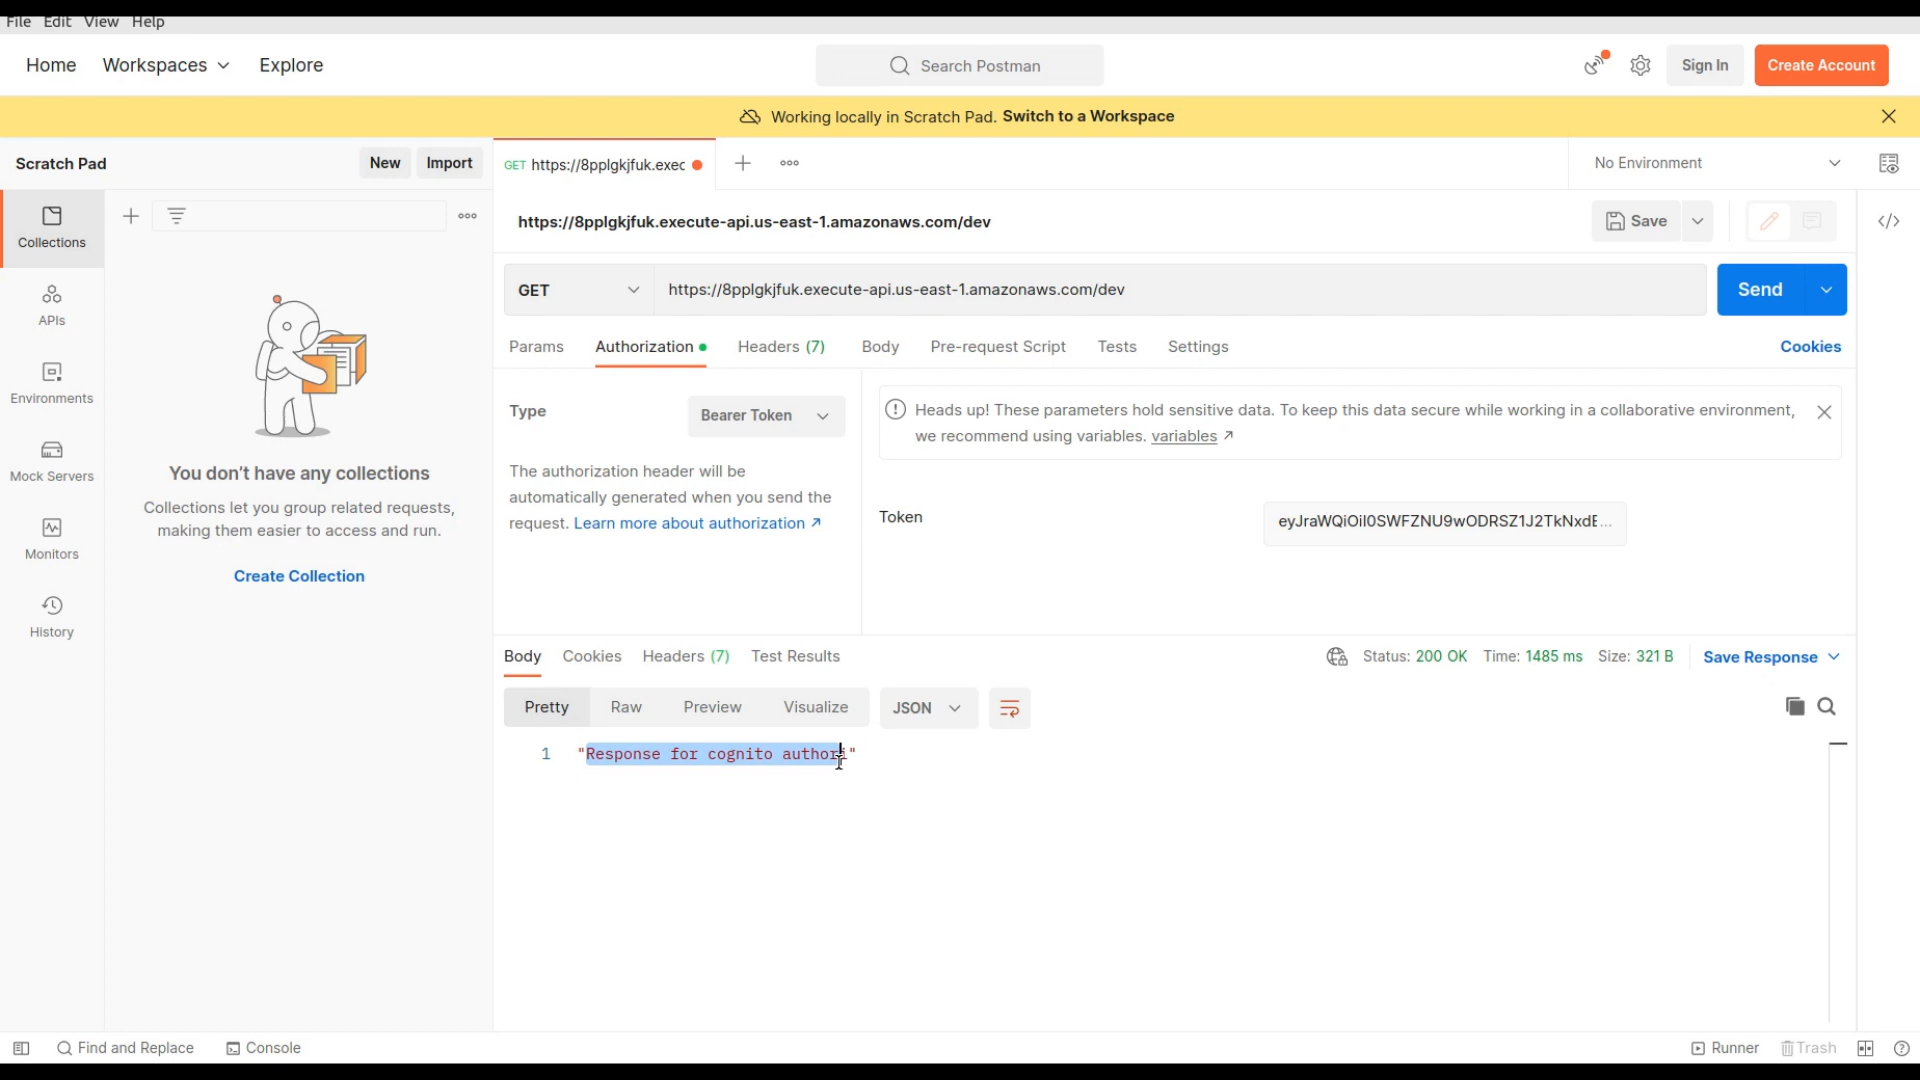 File Edit View Help
Home Workspaces Explore
Search Postman
Sign In
Create Account
Working locally in Scratch Pad. Switch to a Workspace
Scratch Pad
New
Import
GET https://8pplgkjfuk.exec
No Environment
Collections
APIs
Environments
Mock Servers
Monitors
History
You don't have any collections
Collections let you group related requests,
making them easier to access and run.
Create Collection
https://8pplgkjfuk.execute-api.us-east-1.amazonaws.com/dev
Save
GET
https://8pplgkjfuk.execute-api.us-east-1.amazonaws.com/dev
Send
Params Authorization Headers (7) Body Pre-request Script Tests Settings
Cookies
Type
Bearer Token
The authorization header will be
automatically generated when you send the
request. Learn more about authorization
Heads up! These parameters hold sensitive data. To keep this data secure while working in a collaborative environment,
we recommend using variables. variables
Token
eyJraWQiOiI0SWFZNU9wODRSZ1J2TkNxdE...
Body Cookies Headers (7) Test Results
Status: 200 OK Time: 1485 ms Size: 321 B
Save Response
Pretty Raw Preview Visualize
JSON
1 "Response for cognito authori"
Find and Replace
Console
Runner
Trash